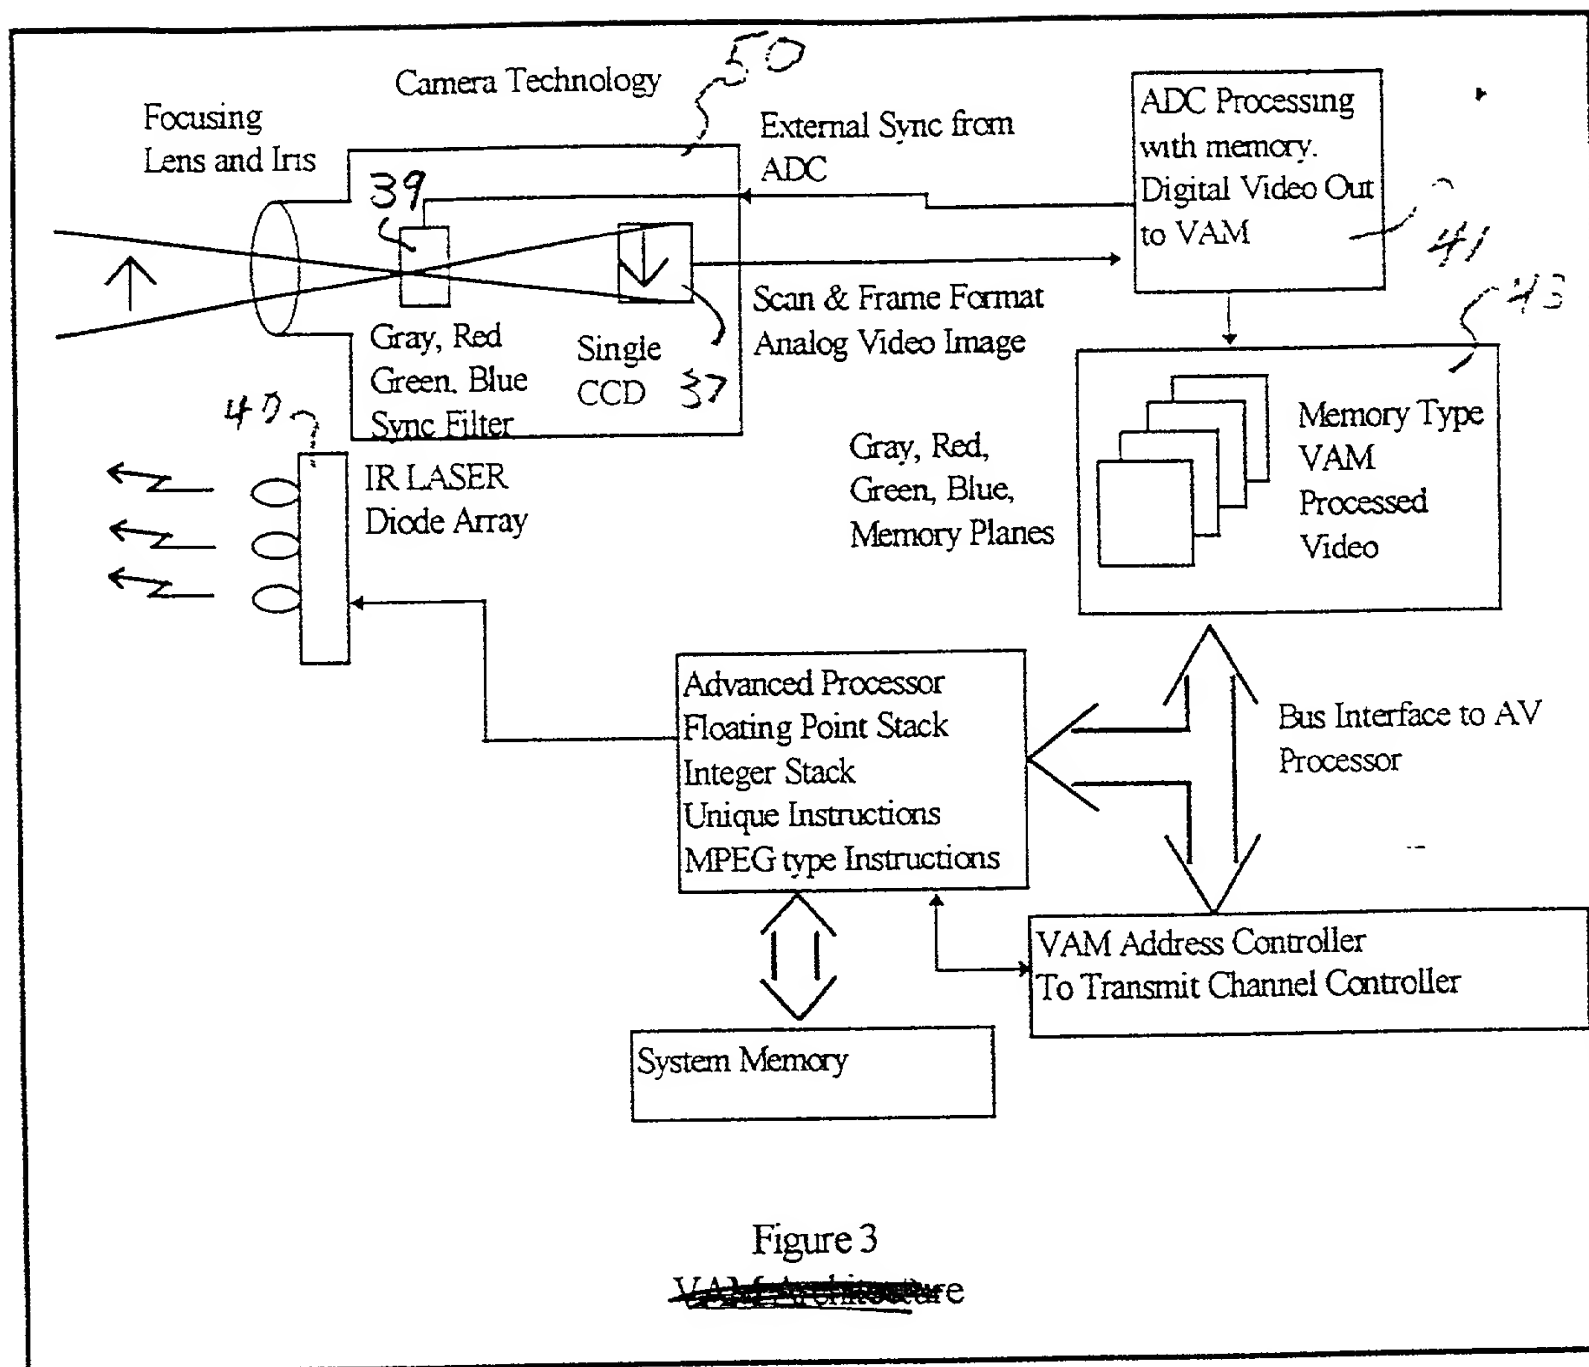 50
Camera Technology
Focusing
Lens and Iris
External Sync from
ADC
ADC Processing
with memory.
Digital Video Out
to VAM
39
41
43
Scan & Frame Format
Analog Video Image
Gray, Red
Green, Blue
Sync Filter
Single
CCD
37
40
IR LASER
Diode Array
Gray, Red,
Green, Blue,
Memory Planes
Memory Type
VAM
Processed
Video
Advanced Processor
Floating Point Stack
Integer Stack
Unique Instructions
MPEG type Instructions
Bus Interface to AV
Processor
VAM Address Controller
To Transmit Channel Controller
System Memory
Figure 3
VAM Architecture